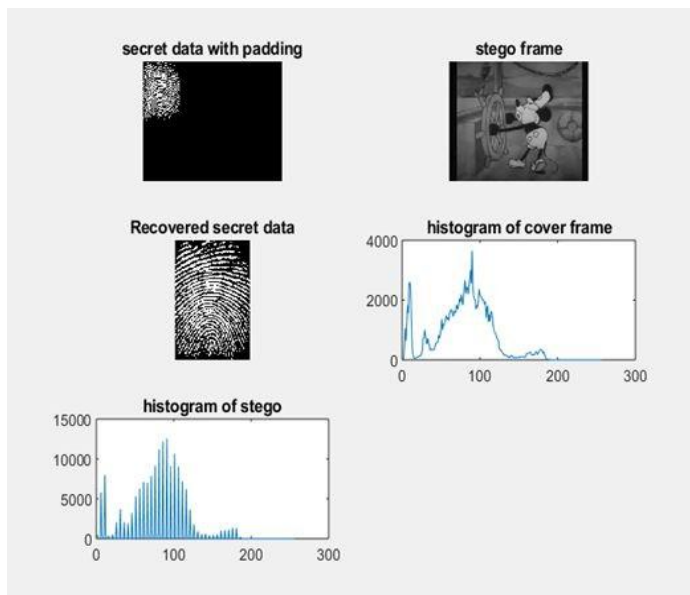 secret data with padding
stego frame
Recovered secret data
histogram of cover frame
4000
2000
0
0 100 200 300
histogram of stego
15000
10000
5000
0
0 100 200 300